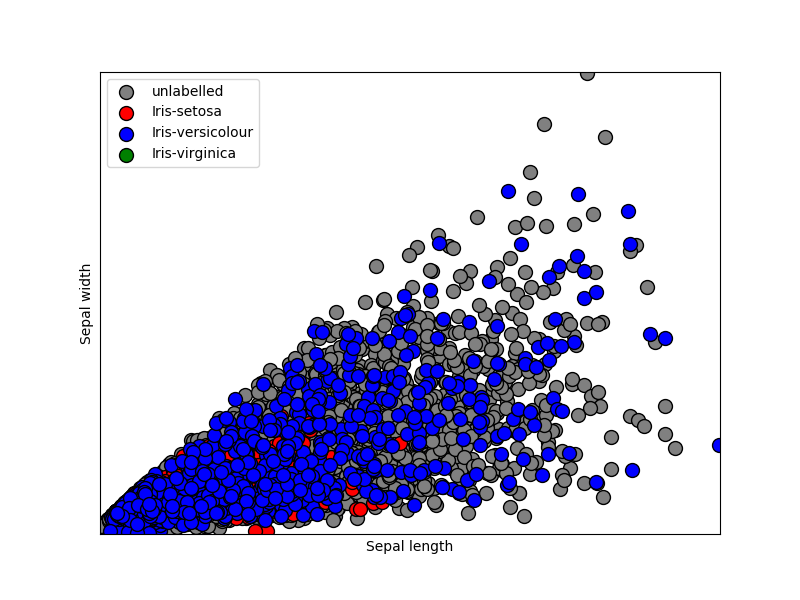 unlabelled
Iris-setosa
Iris-versicolour
Iris-virginica
Sepal width
Sepal length